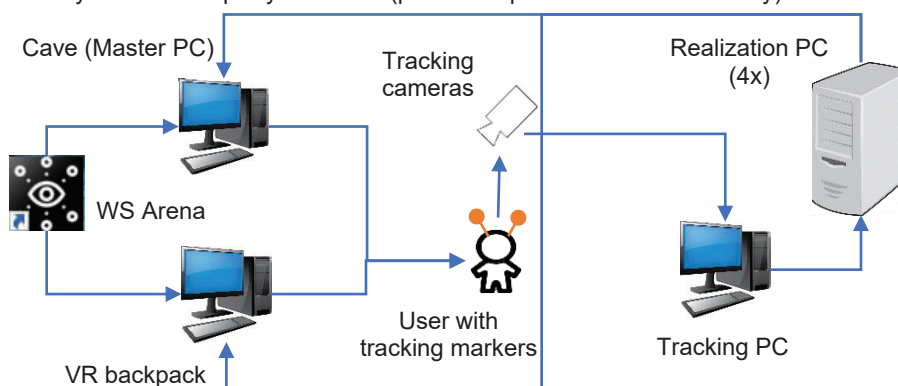 Cave (Master PC)
Tracking
cameras
Realization PC
(4x)
WS Arena
User with
tracking markers
Tracking PC
VR backpack